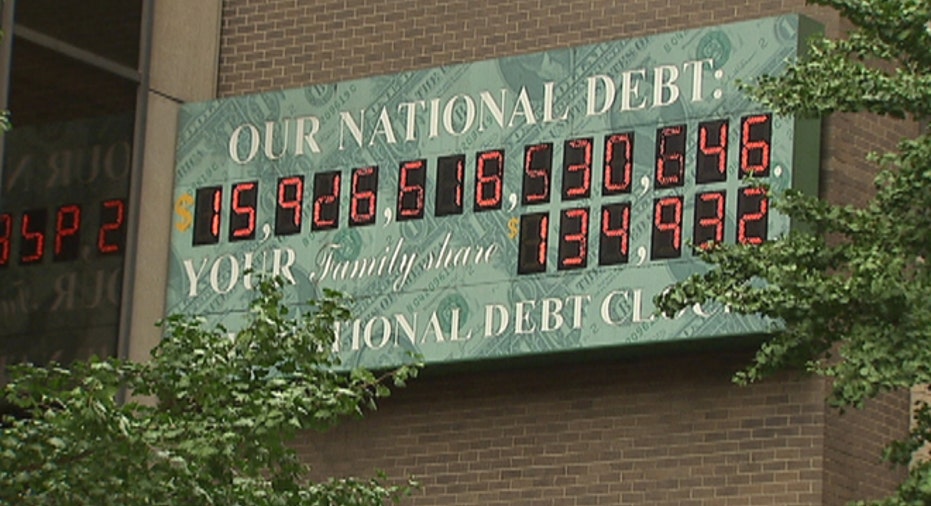 OUR NATIONAL DEBT:
$15,926,518,530,646.
YOUR Family share $134,932
NATIONAL DEBT CLOCK